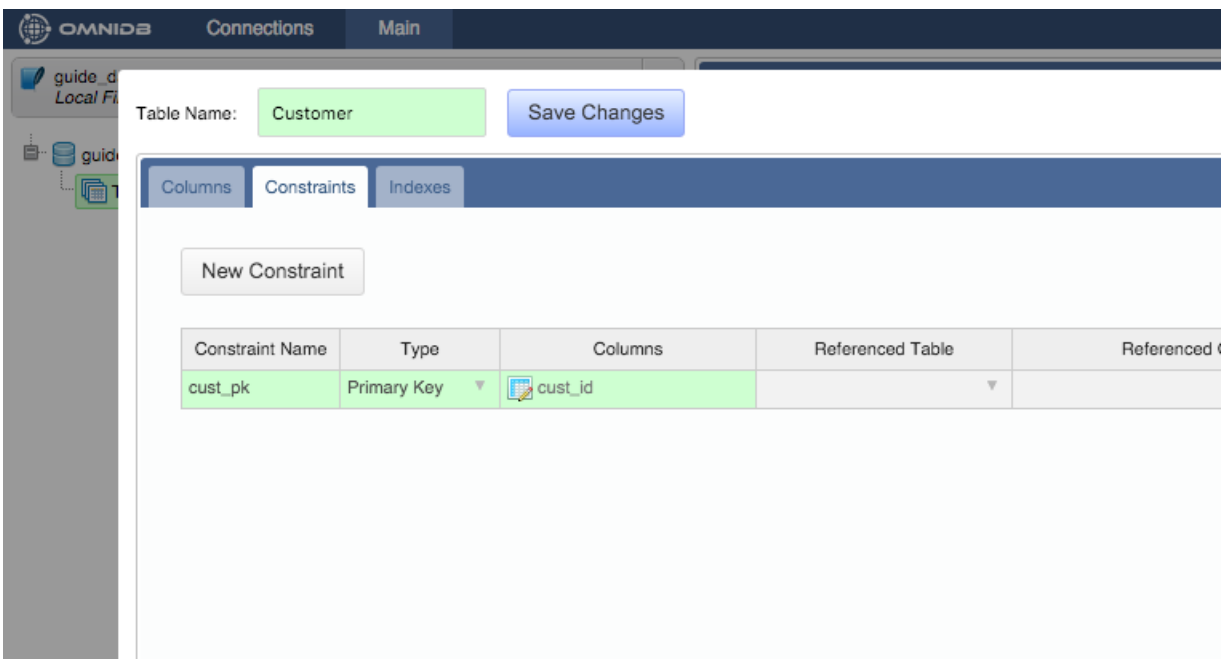 OMNIDB Connections Main
guide_d
Local Fi
Table Name: Customer Save Changes
guid
T
Columns Constraints Indexes
New Constraint
Constraint Name Type Columns Referenced Table Referenced
cust_pk Primary Key cust_id